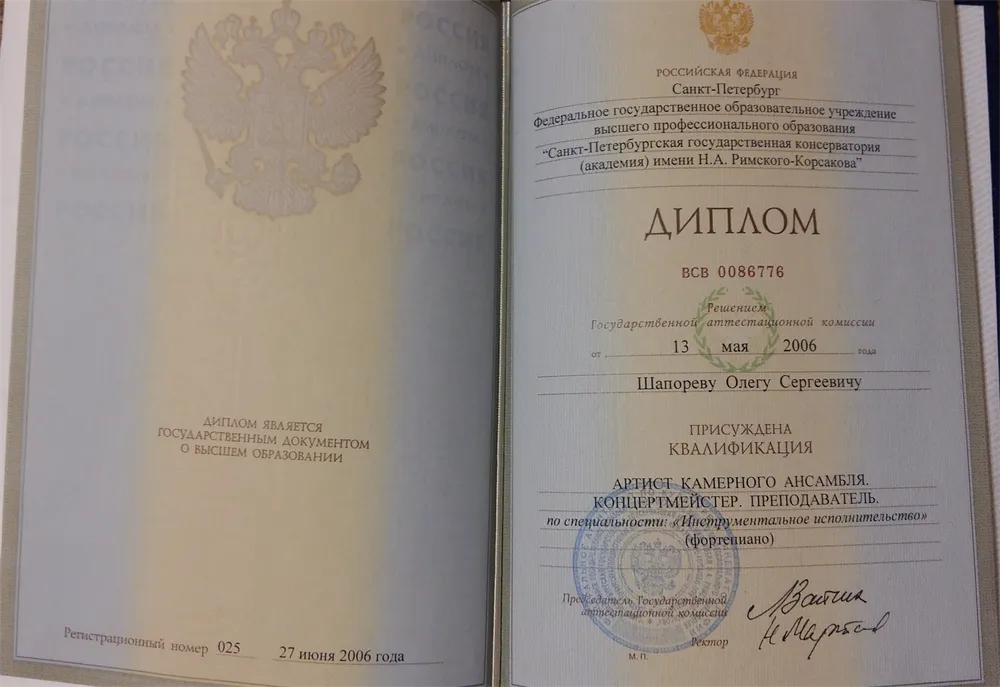 ДИПЛОМ ЯВЛЯЕТСЯ
ГОСУДАРСТВЕННЫМ ДОКУМЕНТОМ
О ВЫСШЕМ ОБРАЗОВАНИИ
Регистрационный номер 025
27 июня 2006 года
РОССИЙСКАЯ ФЕДЕРАЦИЯ
Санкт-Петербург
Федеральное государственное образовательное учреждение
высшего профессионального образования
"Санкт-Петербургская государственная консерватория
(академия) имени Н.А. Римского-Корсакова"
ДИПЛОМ
ВСВ 0086776
Решением
Государственной аттестационной комиссии
от 13 мая 2006 года
Шапореву Олегу Сергеевичу
ПРИСУЖДЕНА
КВАЛИФИКАЦИЯ
АРТИСТ КАМЕРНОГО АНСАМБЛЯ.
КОНЦЕРТМЕЙСТЕР. ПРЕПОДАВАТЕЛЬ.
по специальности: «Инструментальное исполнительство»
(фортепиано)
Председатель Государственной
аттестационной комиссии
Ректор
М. П.